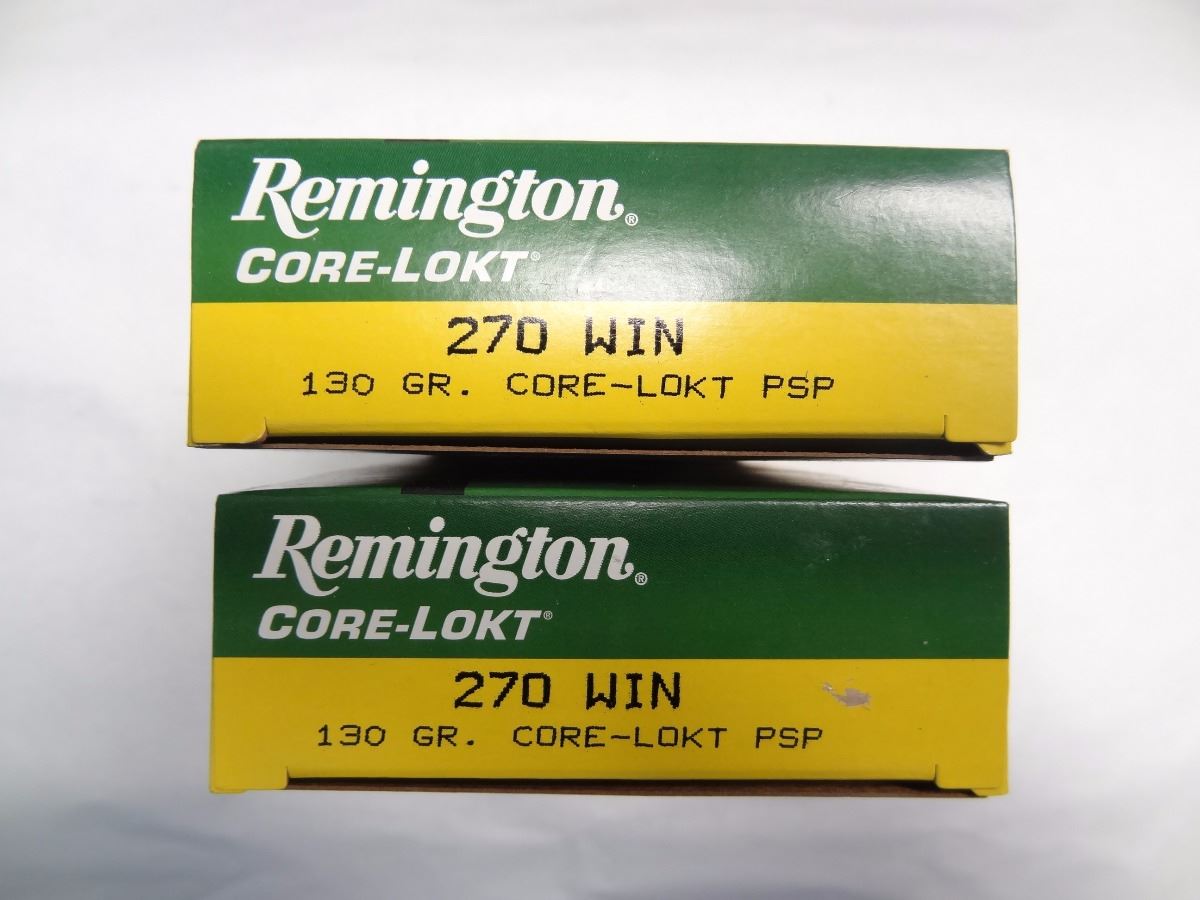 Remington®
CORE-LOKT®
270 WIN
130 GR. CORE-LOKT PSP
Remington®
CORE-LOKT®
270 WIN
130 GR. CORE-LOKT PSP